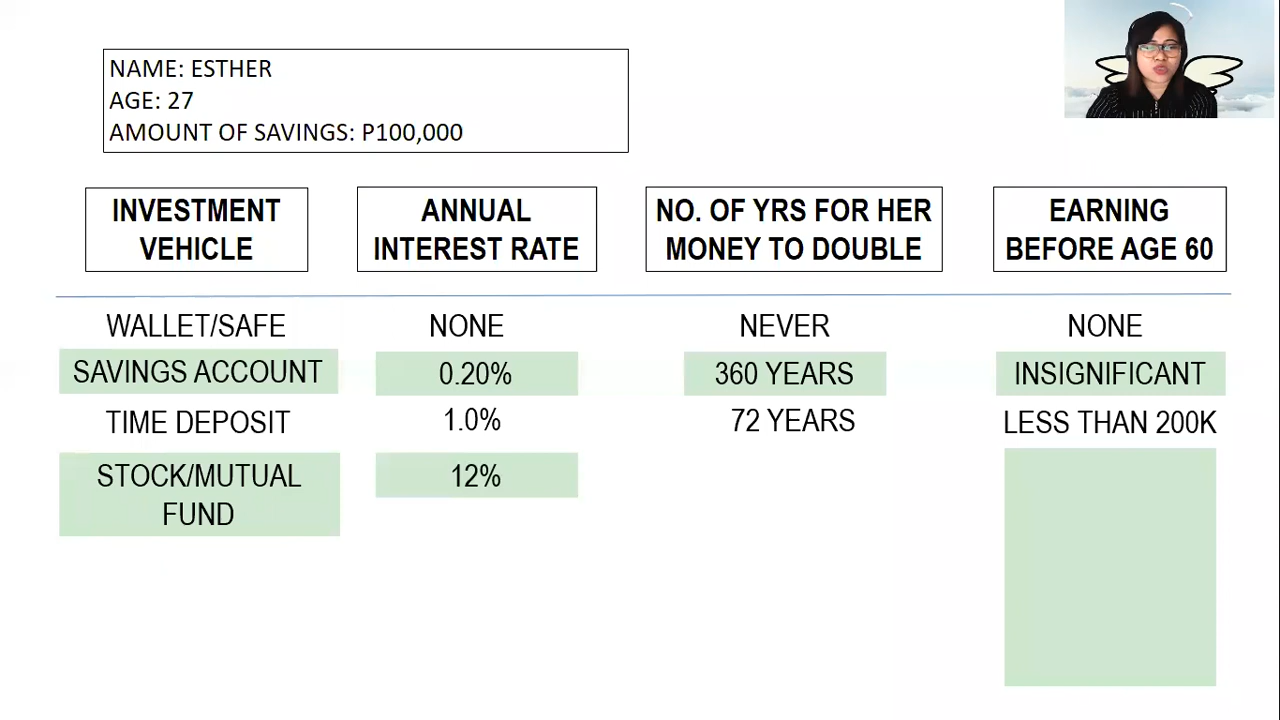 NAME: ESTHER
AGE: 27
AMOUNT OF SAVINGS: P100,000
INVESTMENT
VEHICLE
ANNUAL
INTEREST RATE
NO. OF YRS FOR HER
MONEY TO DOUBLE
EARNING
BEFORE AGE 60
WALLET/SAFE
NONE
NEVER
NONE
SAVINGS ACCOUNT
0.20%
360 YEARS
INSIGNIFICANT
TIME DEPOSIT
1.0%
72 YEARS
LESS THAN 200K
STOCK/MUTUAL
FUND
12%